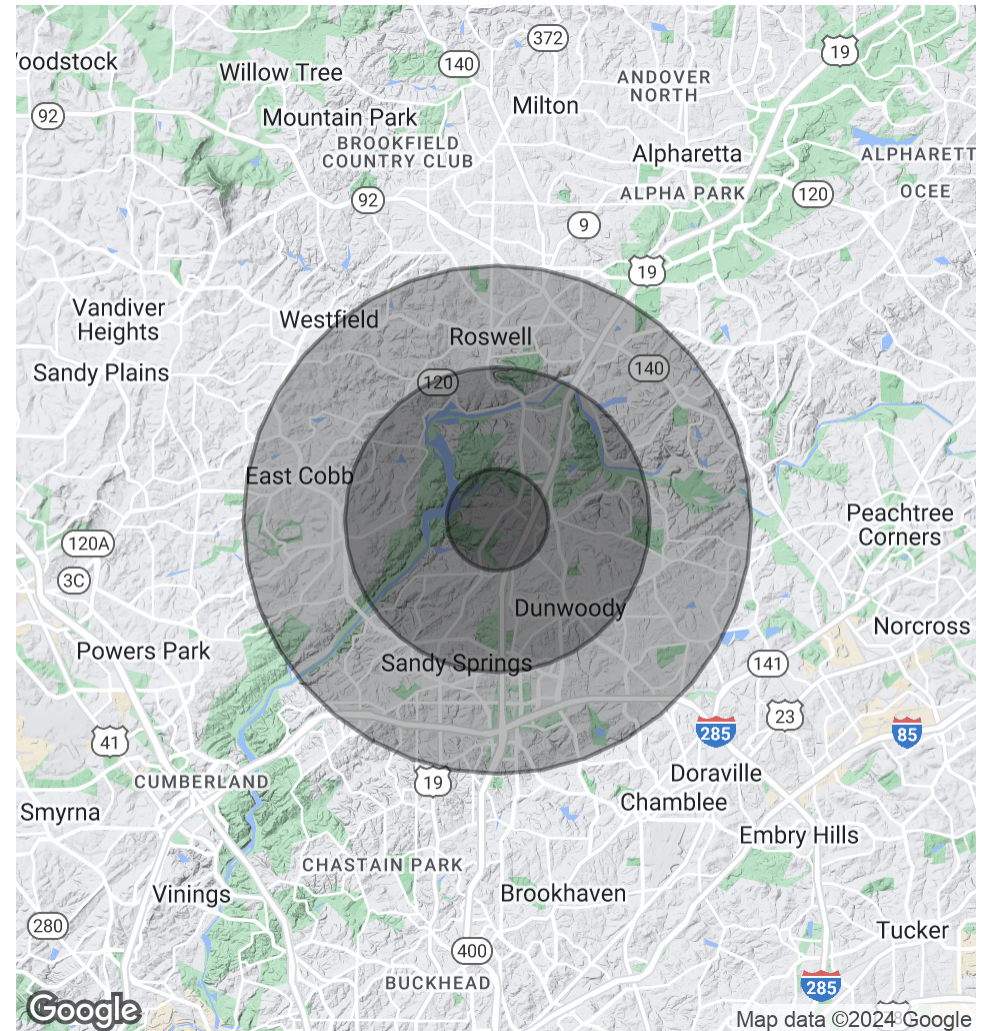 372
19
140
oodstock
Willow Tree
ANDOVER
NORTH
92
Milton
Mountain Park
BROOKFIELD
COUNTRY CLUB
Alpharetta
ALPHARETT
92
ALPHA PARK
120
OCEE
9
19
Vandiver
Heights
Westfield
Roswell
Sandy Plains
120
140
East Cobb
Peachtree
Corners
120A
3C
Dunwoody
Norcross
Powers Park
Sandy Springs
141
23
285
85
41
Doraville
CUMBERLAND
19
Smyrna
Chamblee
Embry Hills
CHASTAIN PARK
Vinings
Brookhaven
280
Tucker
400
BUCKHEAD
285
Google
Map data ©2024 Google